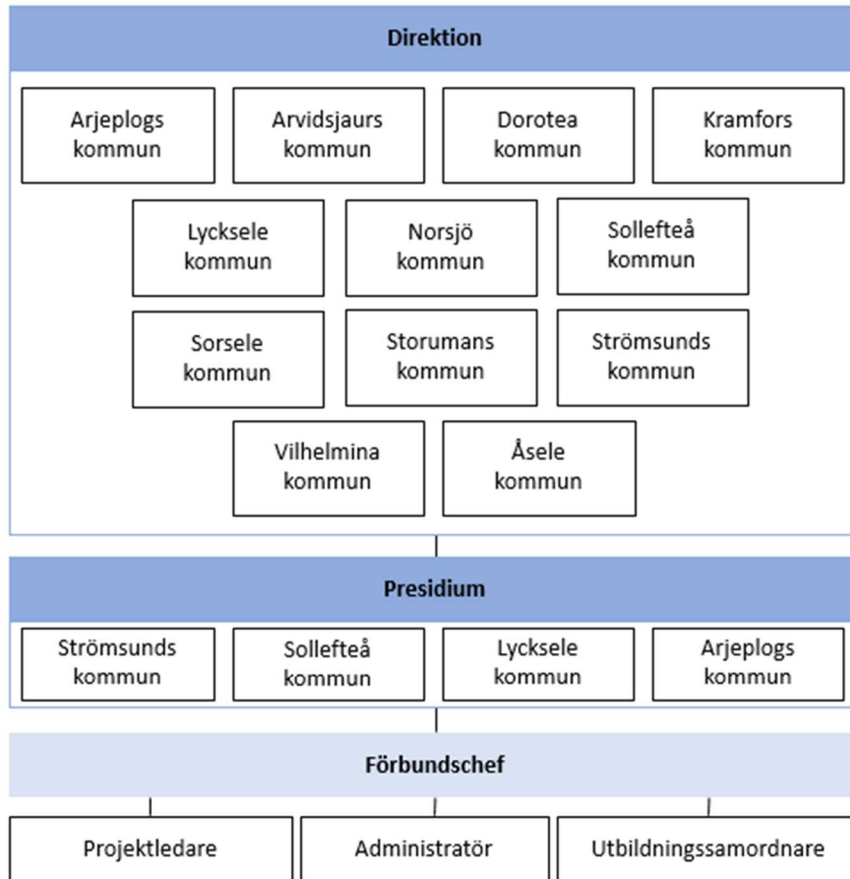 Direktion
Arjeplogs
kommun
Arvidsjaurs
kommun
Dorotea
kommun
Kramfors
kommun
Lycksele
kommun
Norsjö
kommun
Sollefteå
kommun
Sorsele
kommun
Storumans
kommun
Strömsunds
kommun
Vilhelmina
kommun
Åsele
kommun
Presidium
Strömsunds
kommun
Sollefteå
kommun
Lycksele
kommun
Arjeplogs
kommun
Förbundschef
Projektledare
Administratör
Utbildningssamordnare